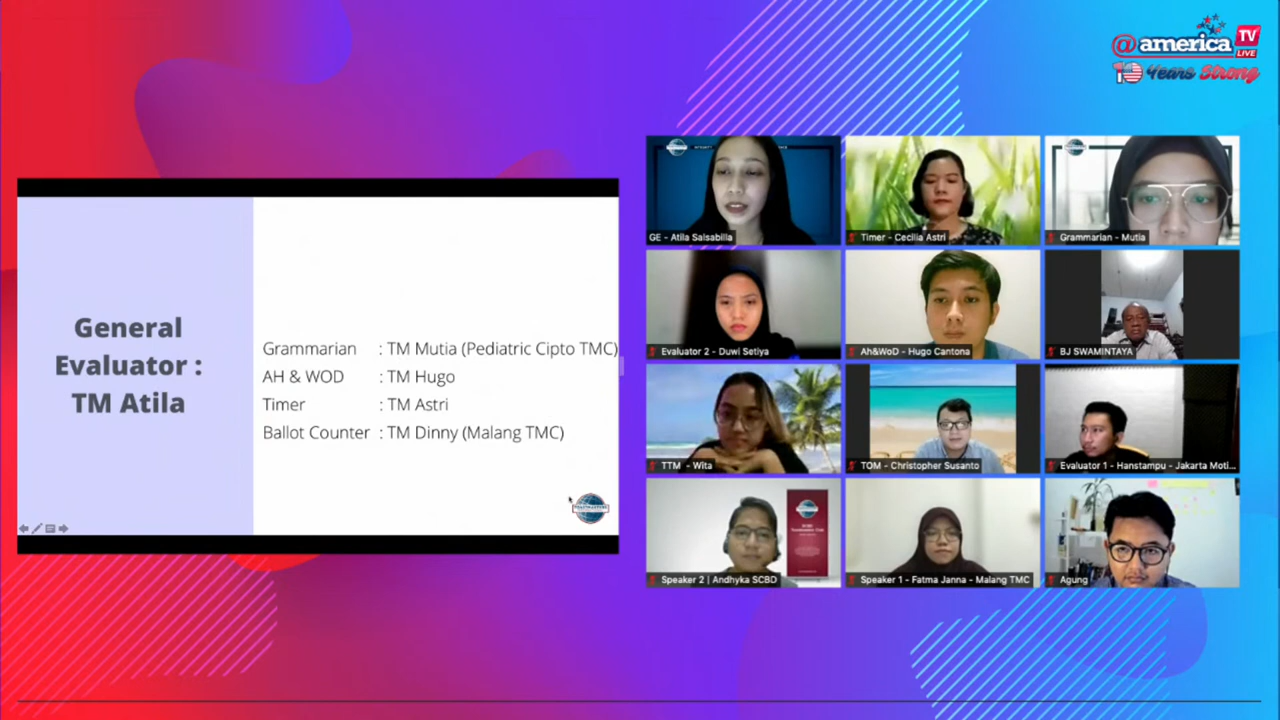 @america TV
LIVE
10 Years Strong
General
Evaluator :
TM Atila
Grammarian : TM Mutia (Pediatric Cipto TMC)
AH & WOD : TM Hugo
Timer : TM Astri
Ballot Counter : TM Dinny (Malang TMC)
GE - Atila Salsabilla
Timer - Cecilia Astri
Grammarian - Mutia
Evaluator 2 - Duwi Setiya
Ah&WoD - Hugo Cantona
BJ SWAMINTAYA
TTM - Wita
TOM - Christopher Susanto
Evaluator 1 - Hanstampu - Jakarta Moti...
Speaker 2 | Andhyka SCBD
Speaker 1 - Fatma Janna - Malang TMC
Agung